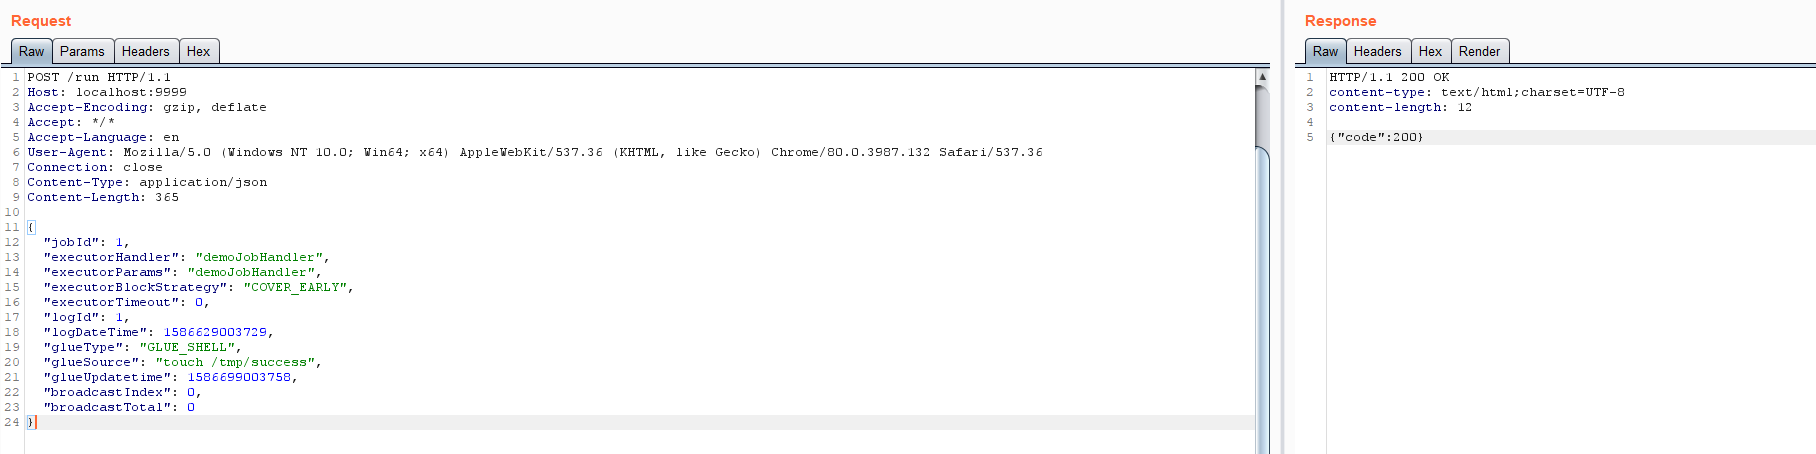 Request
Raw Params Headers Hex
1 POST /run HTTP/1.1
2 Host: localhost:9999
3 Accept-Encoding: gzip, deflate
4 Accept: */*
5 Accept-Language: en
6 User-Agent: Mozilla/5.0 (Windows NT 10.0; Win64; x64) AppleWebKit/537.36 (KHTML, like Gecko) Chrome/80.0.3987.132 Safari/537.36
7 Connection: close
8 Content-Type: application/json
9 Content-Length: 365
10
11 {
12 "jobId": 1,
13 "executorHandler": "demoJobHandler",
14 "executorParams": "demoJobHandler",
15 "executorBlockStrategy": "COVER_EARLY",
16 "executorTimeout": 0,
17 "logId": 1,
18 "logDateTime": 1586629003729,
19 "glueType": "GLUE_SHELL",
20 "glueSource": "touch /tmp/success",
21 "glueUpdatetime": 1586699003758,
22 "broadcastIndex": 0,
23 "broadcastTotal": 0
24 }
Response
Raw Headers Hex Render
1 HTTP/1.1 200 OK
2 content-type: text/html;charset=UTF-8
3 content-length: 12
4
5 {"code":200}